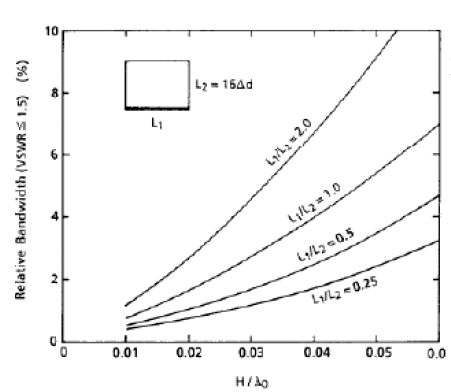 Relative Bandwidth (VSWR ≤ 1.5) (%)
10
8
6
4
2
0
L₂ = 16Δd
L₁
L₁/L₂ = 2.0
L₁/L₂ = 1.0
L₁/L₂ = 0.5
L₁/L₂ = 0.25
0 0.01 0.02 0.03 0.04 0.05 0.0
H / λ₀